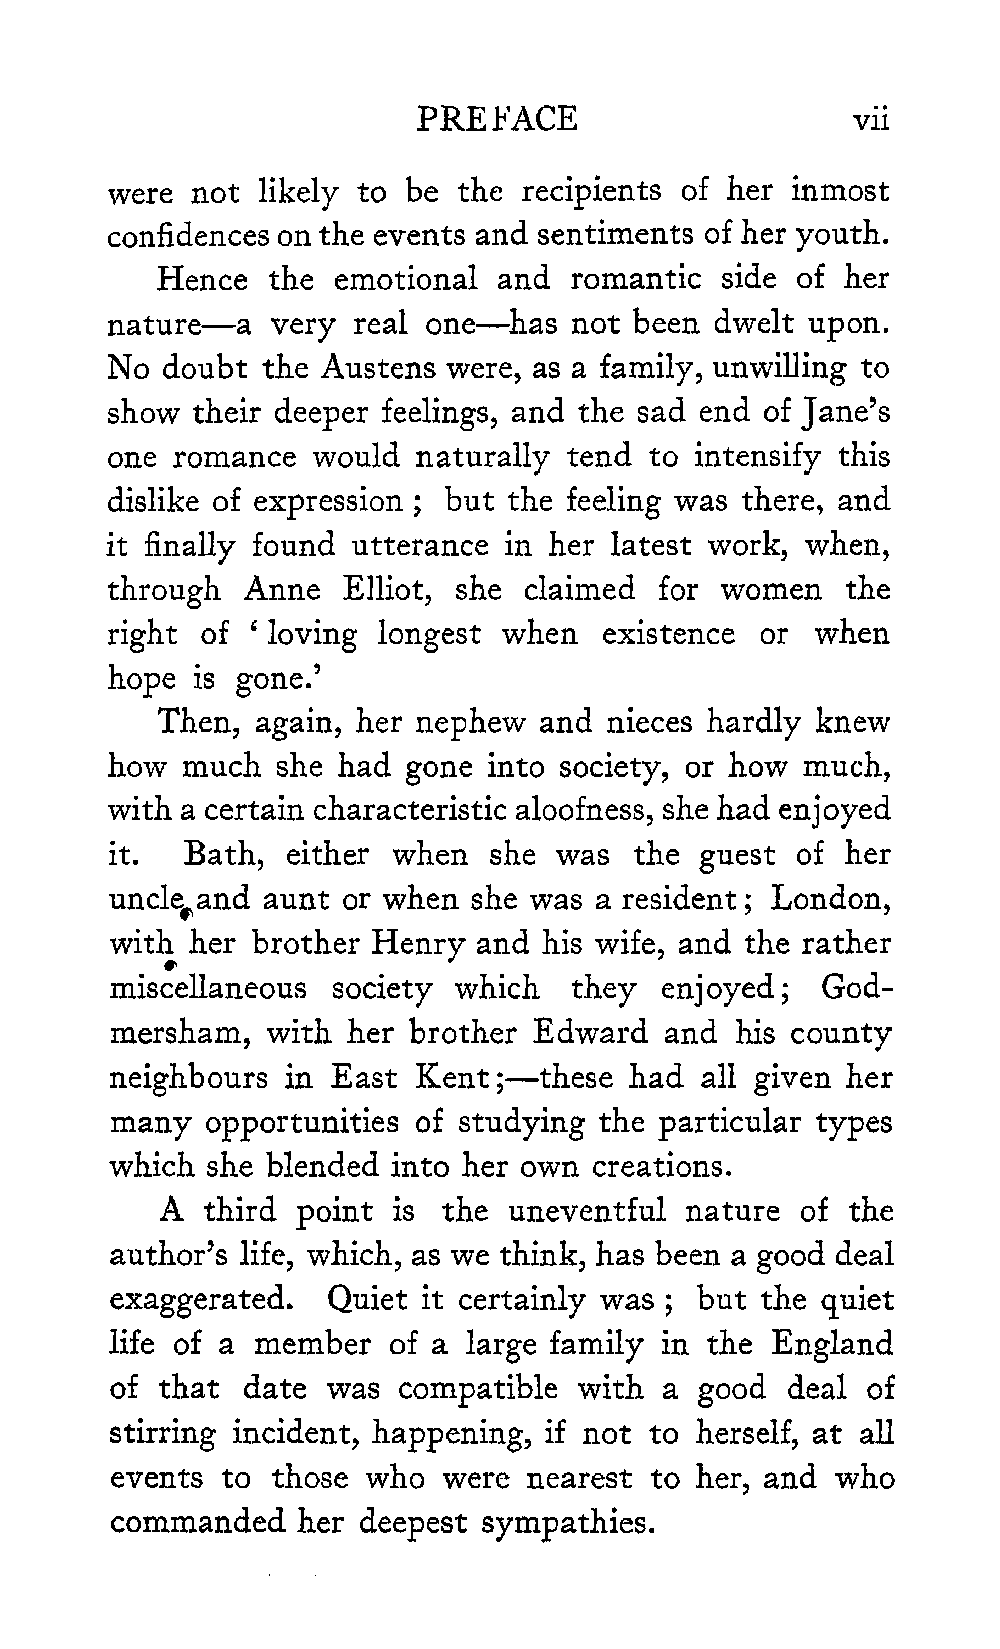 PREFACE vii
were not likely to be the recipients of her inmost
confidences on the events and sentiments of her youth.
Hence the emotional and romantic side of her
nature—a very real one—has not been dwelt upon.
No doubt the Austens were, as a family, unwilling to
show their deeper feelings, and the sad end of Jane's
one romance would naturally tend to intensify this
dislike of expression ; but the feeling was there, and
it finally found utterance in her latest work, when,
through Anne Elliot, she claimed for women the
right of ‘ loving longest when existence or when
hope is gone.’
Then, again, her nephew and nieces hardly knew
how much she had gone into society, or how much,
with a certain characteristic aloofness, she had enjoyed
it. Bath, either when she was the guest of her
uncle and aunt or when she was a resident ; London,
with her brother Henry and his wife, and the rather
miscellaneous society which they enjoyed ; God-
mersham, with her brother Edward and his county
neighbours in East Kent ;—these had all given her
many opportunities of studying the particular types
which she blended into her own creations.
A third point is the uneventful nature of the
author's life, which, as we think, has been a good deal
exaggerated. Quiet it certainly was ; but the quiet
life of a member of a large family in the England
of that date was compatible with a good deal of
stirring incident, happening, if not to herself, at all
events to those who were nearest to her, and who
commanded her deepest sympathies.